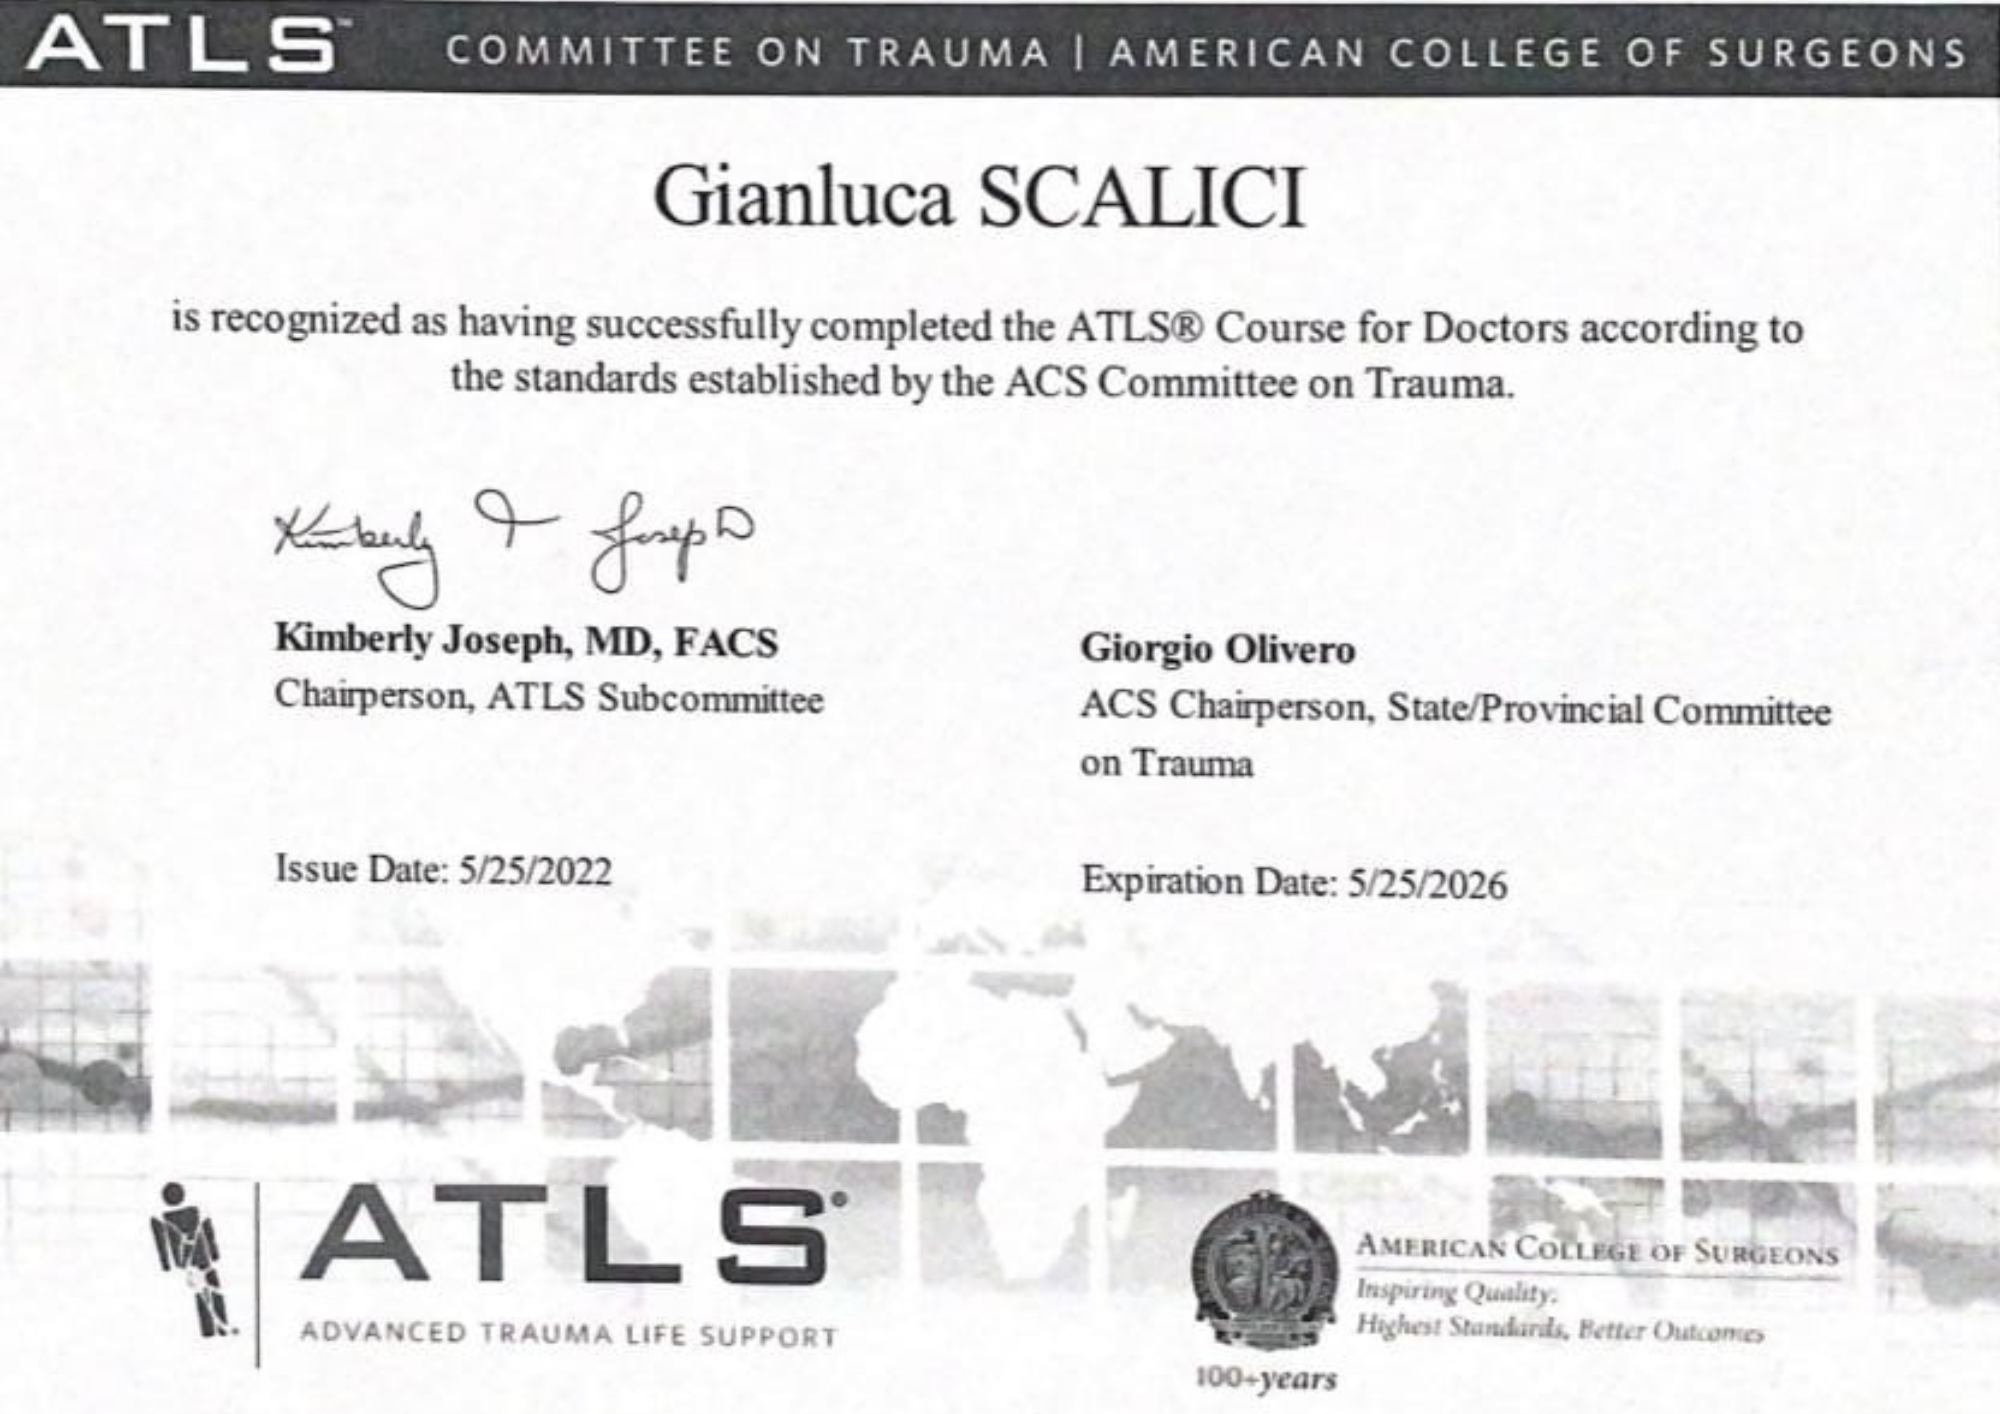 ATLS™ COMMITTEE ON TRAUMA | AMERICAN COLLEGE OF SURGEONS
Gianluca SCALICI
is recognized as having successfully completed the ATLS® Course for Doctors according to
the standards established by the ACS Committee on Trauma.
Kimberly T Joseph
Kimberly Joseph, MD, FACS
Chairperson, ATLS Subcommittee
Giorgio Olivero
ACS Chairperson, State/Provincial Committee
on Trauma
Issue Date: 5/25/2022
Expiration Date: 5/25/2026
ATLS®
ADVANCED TRAUMA LIFE SUPPORT
AMERICAN COLLEGE OF SURGEONS
Inspiring Quality:
Highest Standards, Better Outcomes
100+years